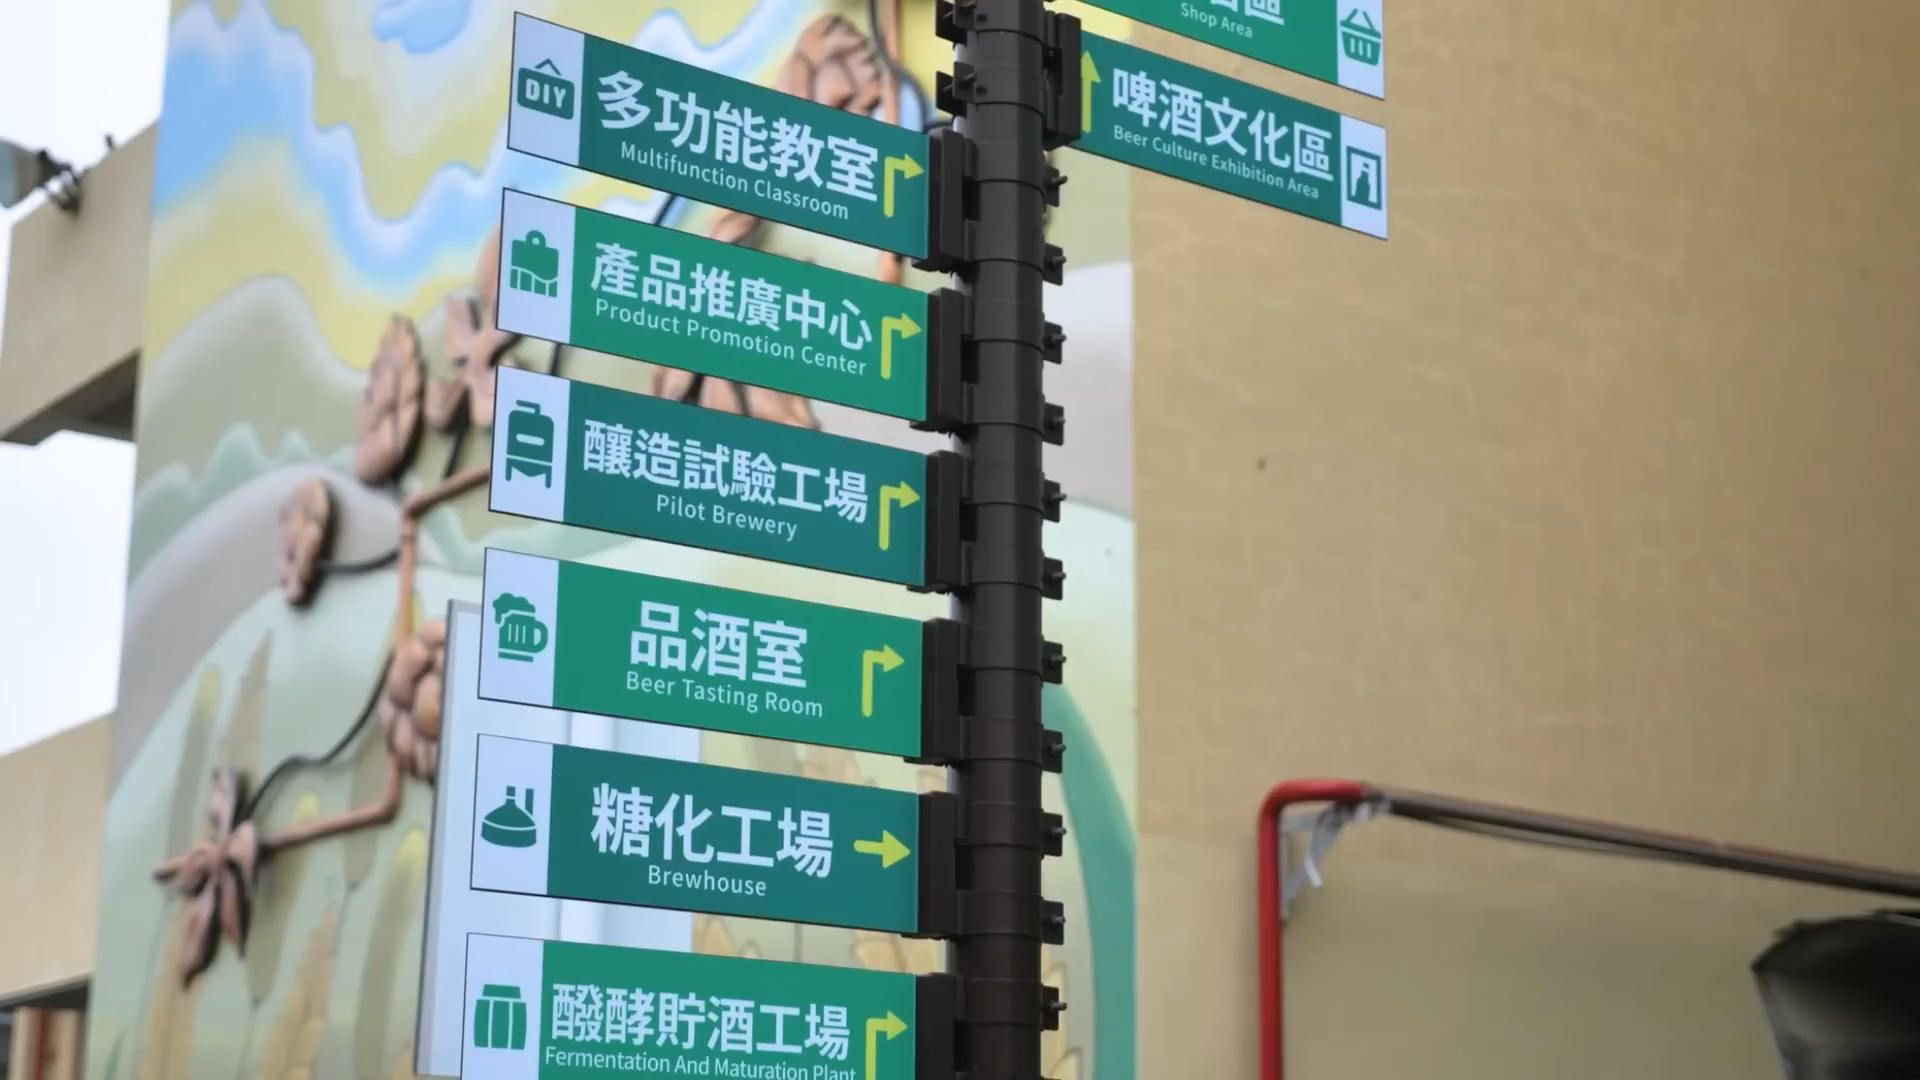 DIY
多功能教室
Multifunction Classroom
產品推廣中心
Product Promotion Center
釀造試驗工場
Pilot Brewery
品酒室
Beer Tasting Room
糖化工場
Brewhouse
醱酵貯酒工場
Fermentation And Maturation Plant
Shop Area
啤酒文化區
Beer Culture Exhibition Area